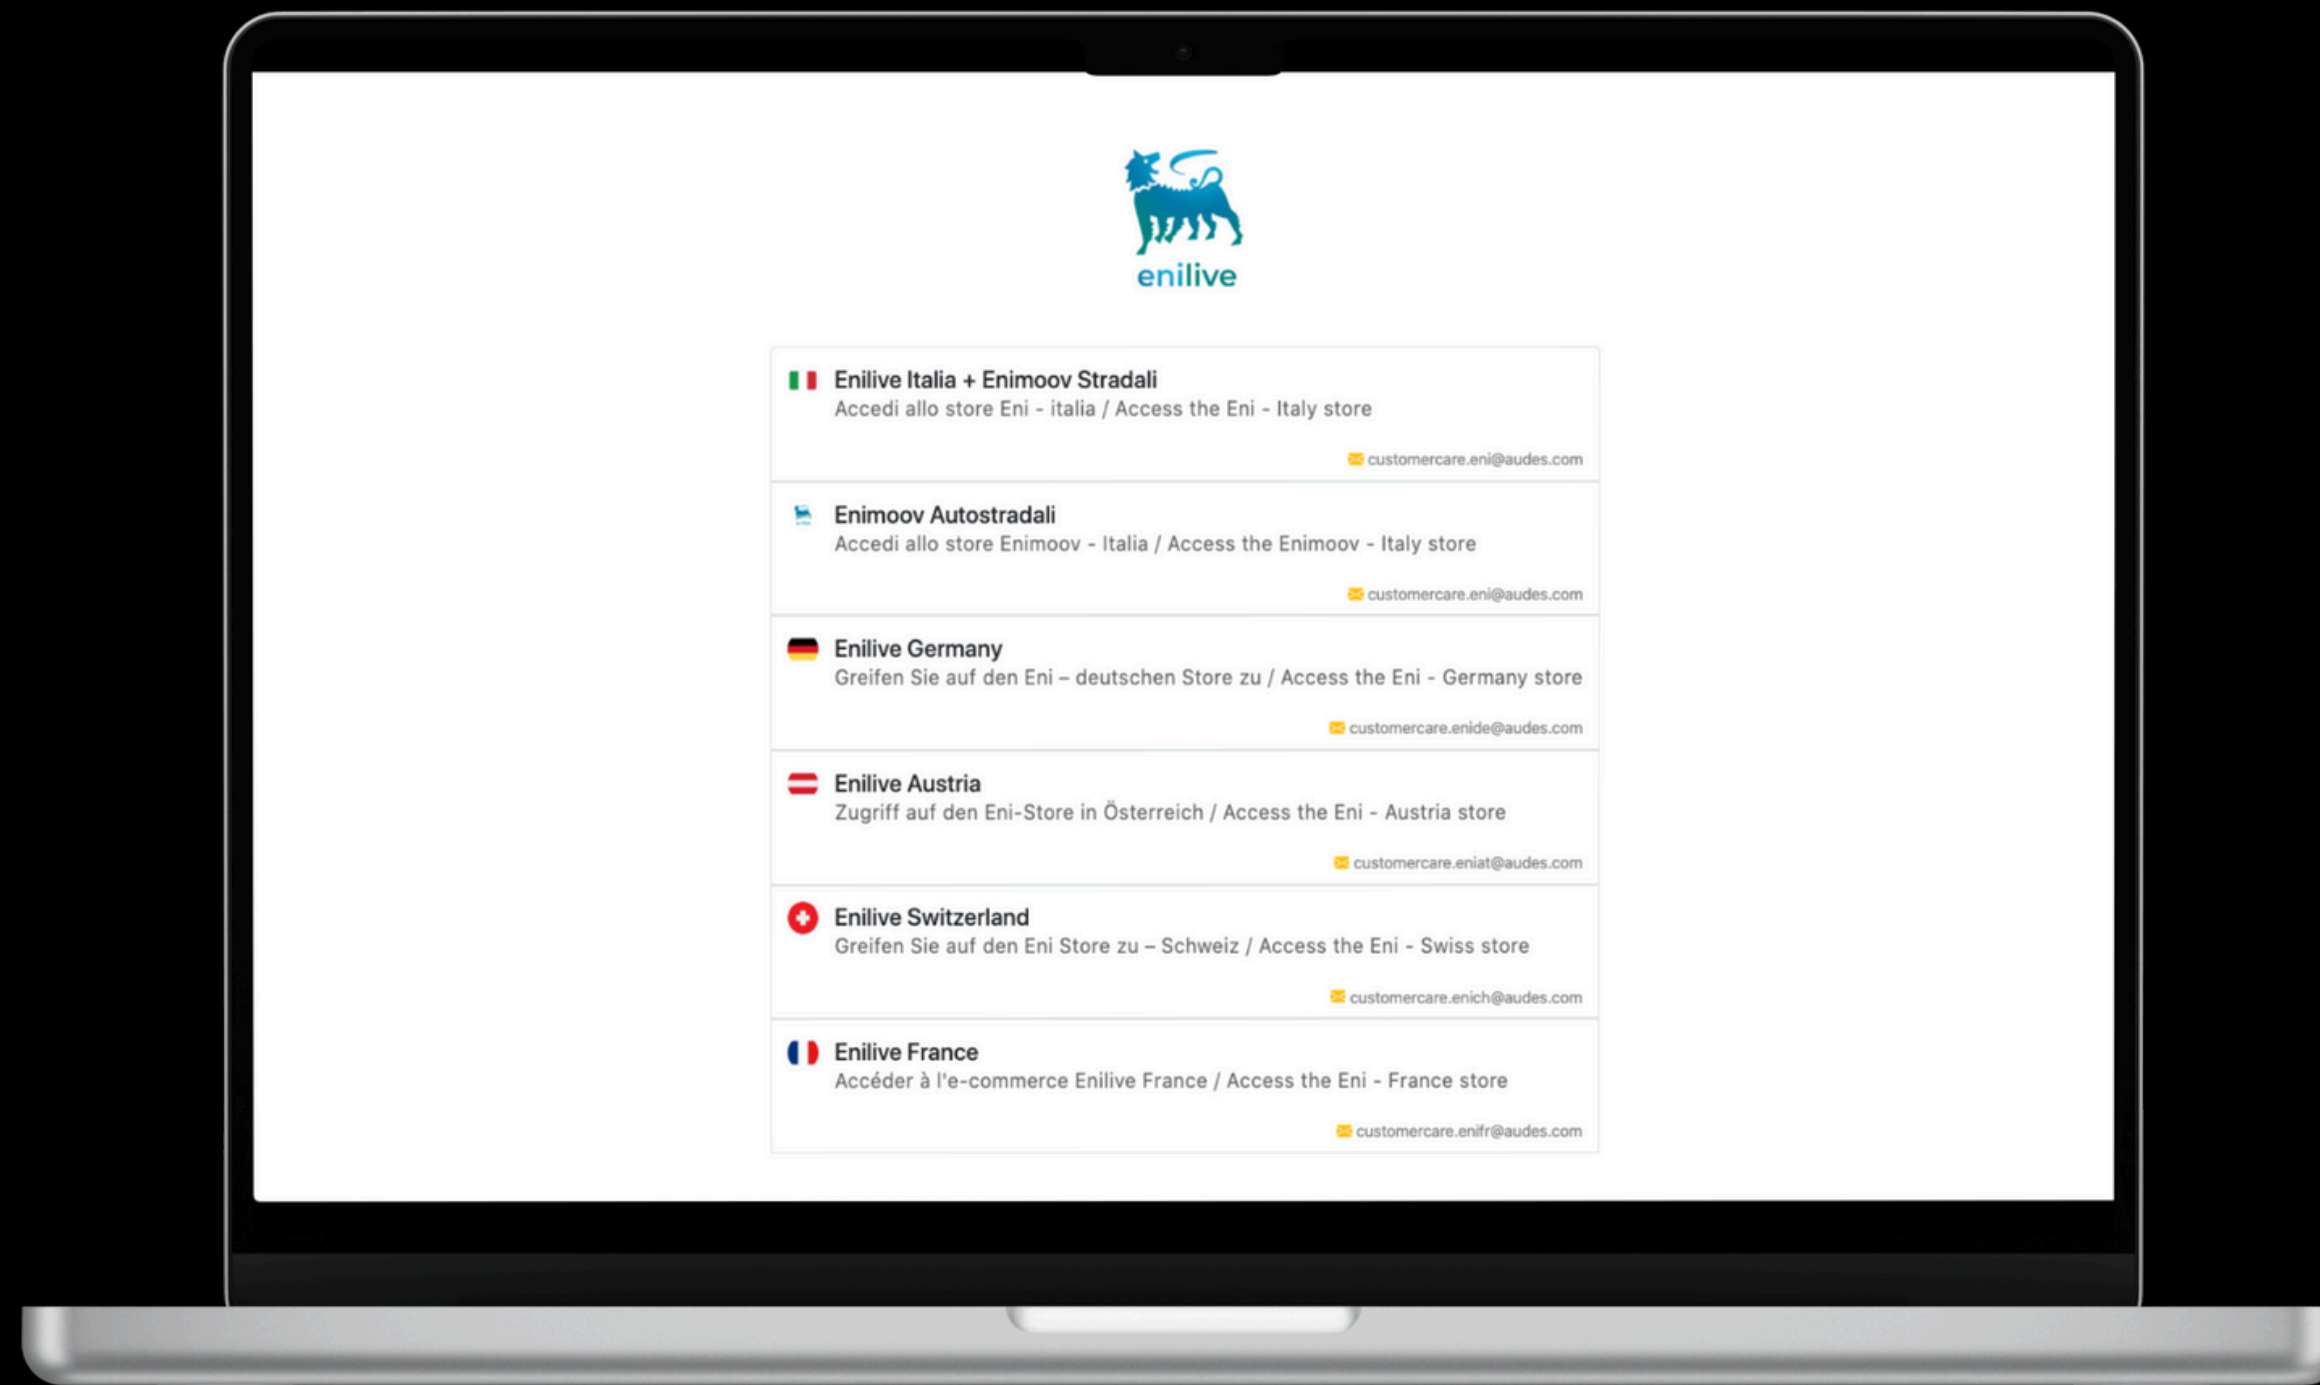 enilive
Enilive Italia + Enimoov Stradali
Accedi allo store Eni - italia / Access the Eni - Italy store
customercare.eni@audes.com
Enimoov Autostradali
Accedi allo store Enimoov - Italia / Access the Enimoov - Italy store
customercare.eni@audes.com
Enilive Germany
Greifen Sie auf den Eni – deutschen Store zu / Access the Eni - Germany store
customercare.enide@audes.com
Enilive Austria
Zugriff auf den Eni-Store in Österreich / Access the Eni - Austria store
customercare.eniat@audes.com
Enilive Switzerland
Greifen Sie auf den Eni Store zu – Schweiz / Access the Eni - Swiss store
customercare.enich@audes.com
Enilive France
Accéder à l'e-commerce Enilive France / Access the Eni - France store
customercare.enifr@audes.com